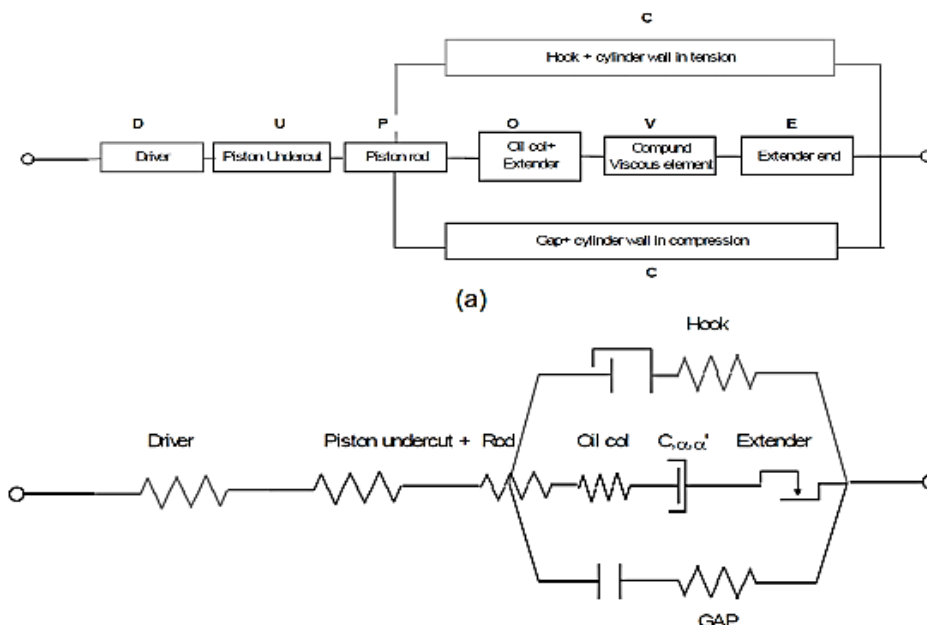 C
Hook + cylinder wall in tension
D U P O V E
Driver
Piston Undercut
Piston rod
Oil col+
Extender
Compund
Viscous element
Extender end
Gap+ cylinder wall in compression
C
(a)
Hook
Driver
Piston undercut + Rod
Oil col
C,α,α'
Extender
GAP